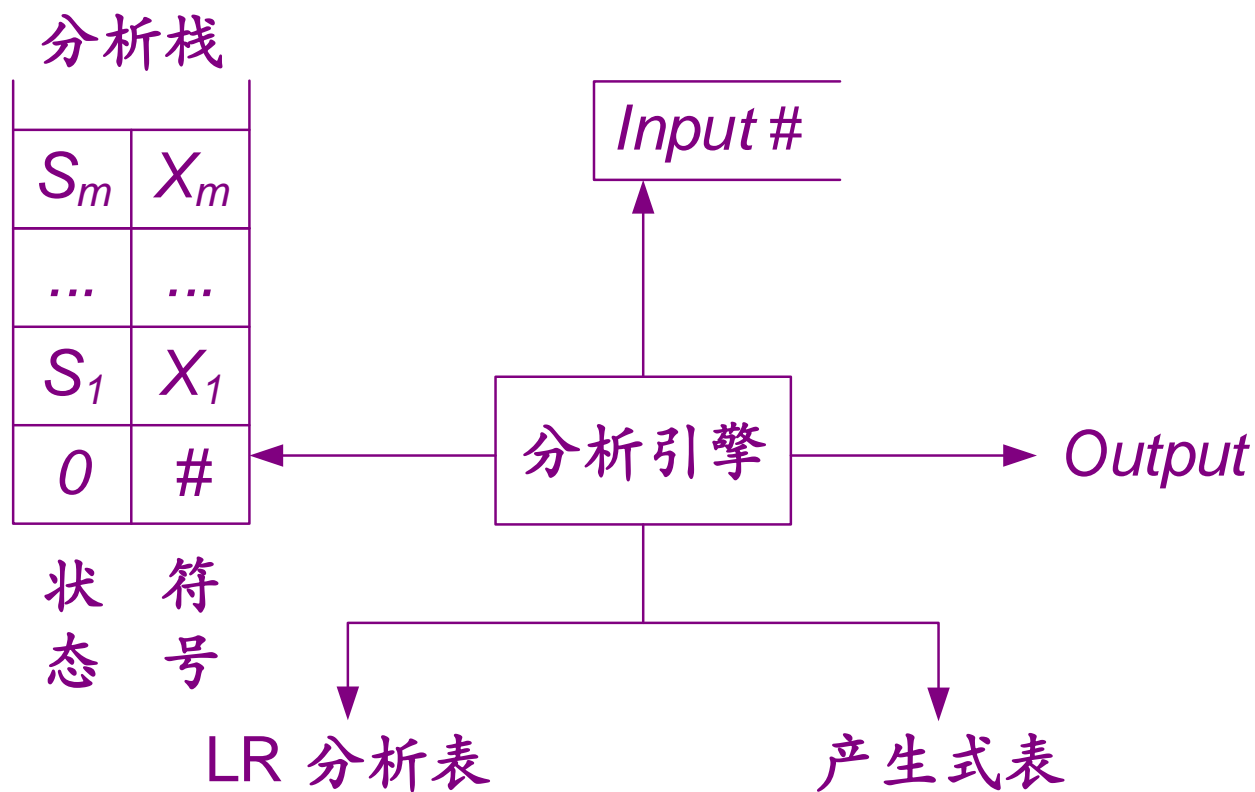 分析栈
Input #
Sm Xm
... ...
S1 X1
0 #
分析引擎
Output
状态 符号
LR 分析表
产生式表